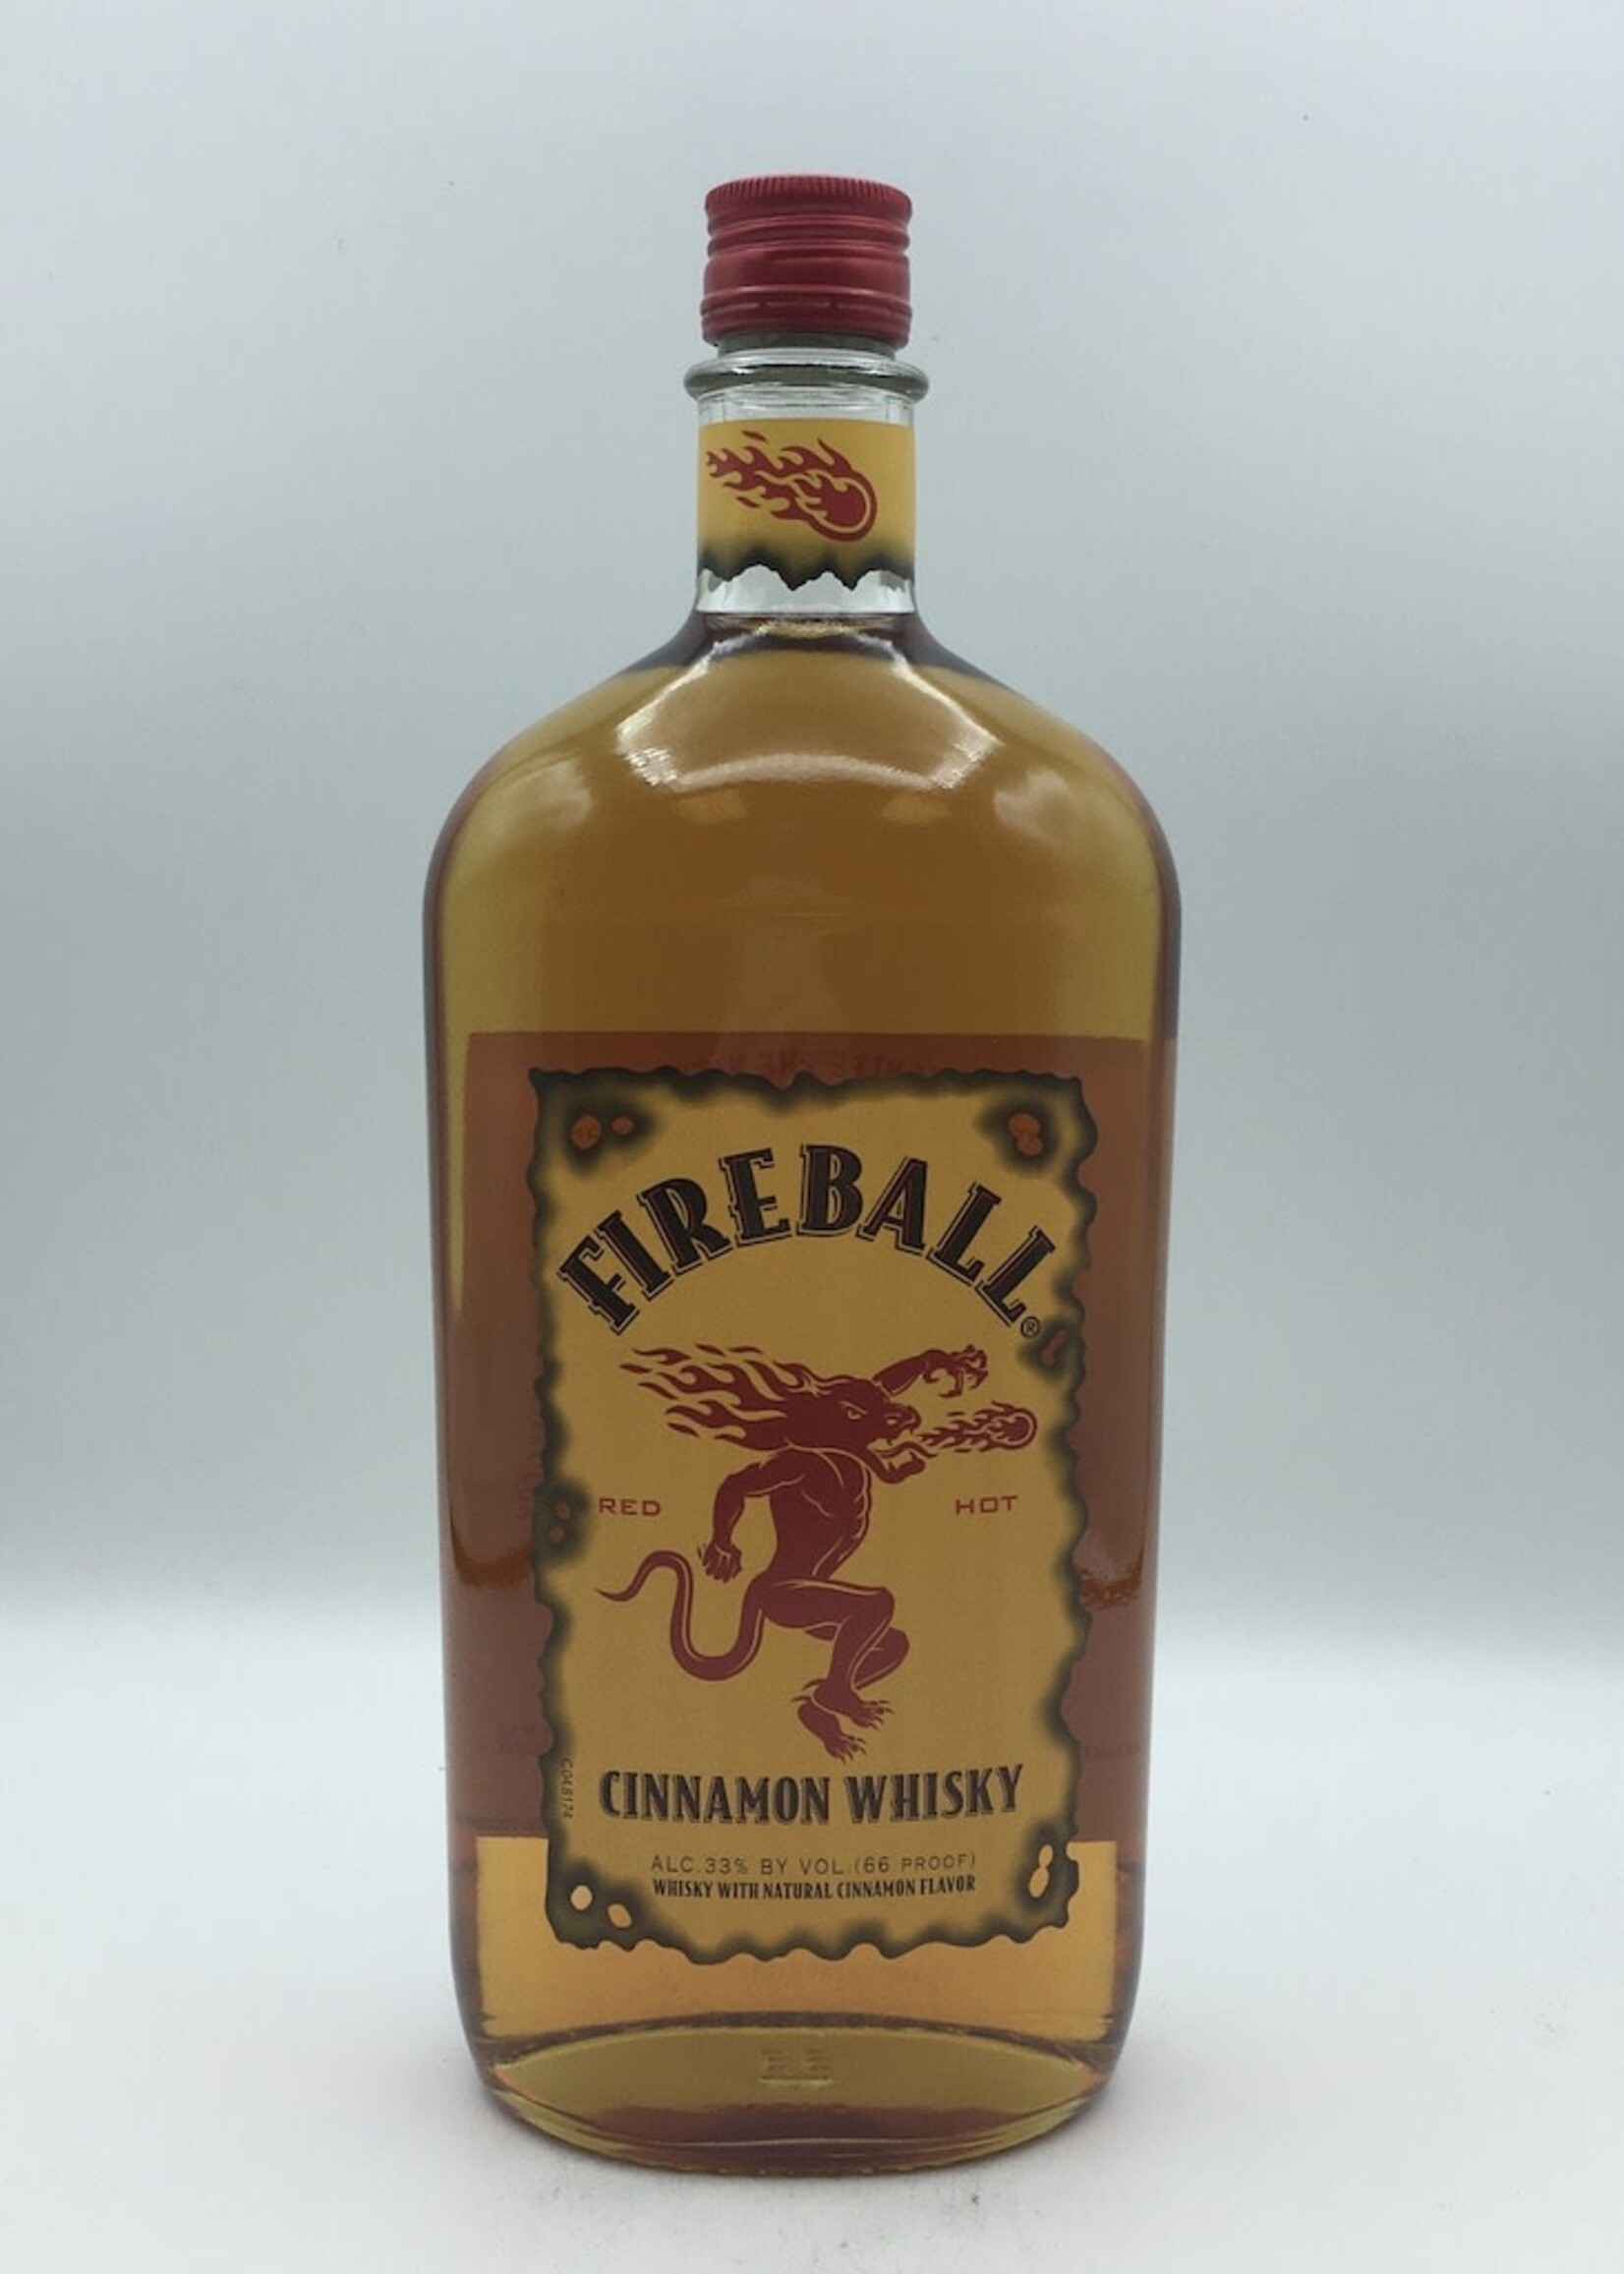 FIREBALL®
RED HOT
CINNAMON WHISKY
ALC.33% BY VOL.(66 PROOF)
WHISKY WITH NATURAL CINNAMON FLAVOR